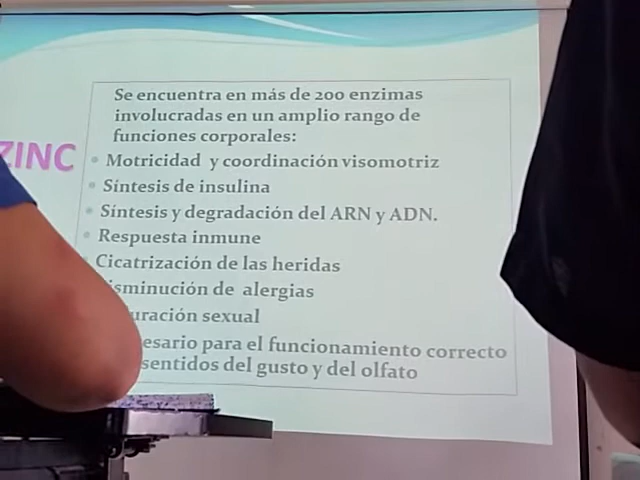 ZINC
Se encuentra en más de 200 enzimas
involucradas en un amplio rango de
funciones corporales:
Motricidad y coordinación visomotriz
Síntesis de insulina
Síntesis y degradación del ARN y ADN.
Respuesta inmune
Cicatrización de las heridas
isminución de alergias
uración sexual
esario para el funcionamiento correcto
sentidos del gusto y del olfato